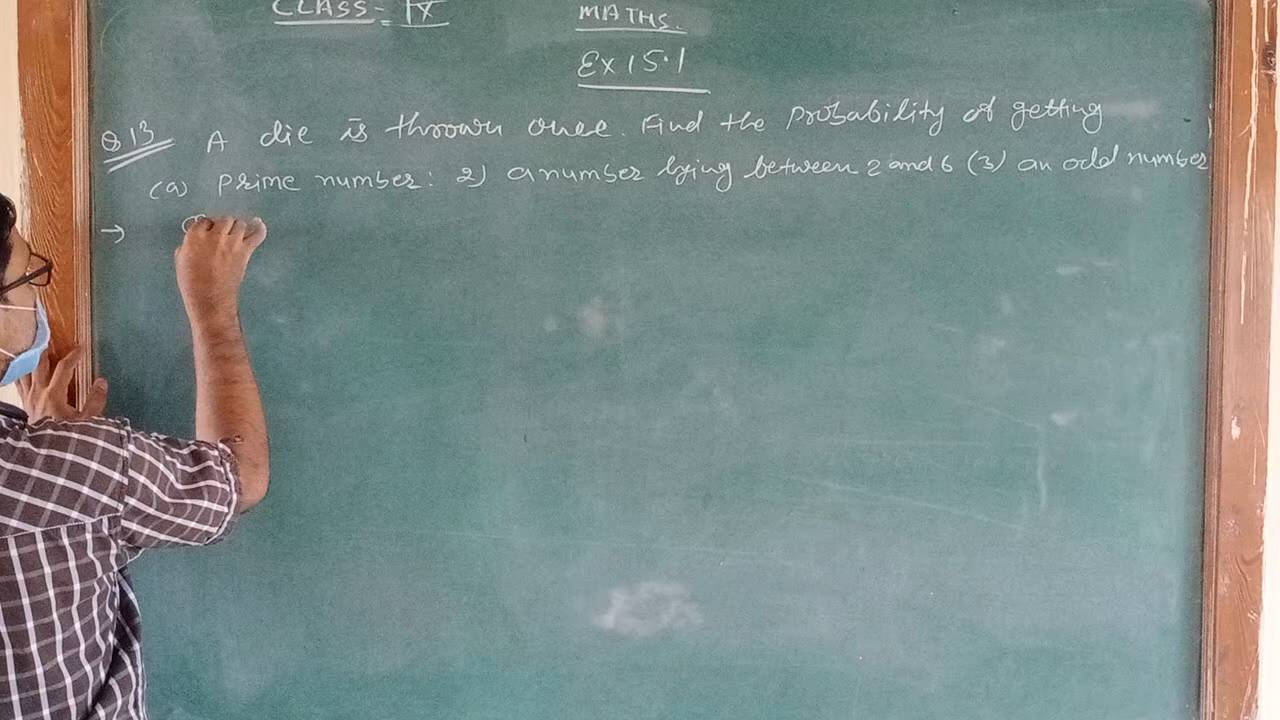 CLASS - IX
MATHS.
Ex 15.1
Q 13 A die is thrown once. Find the probability of getting
(a) Prime number: 2) a number lying between 2 and 6 (3) an odd number
→